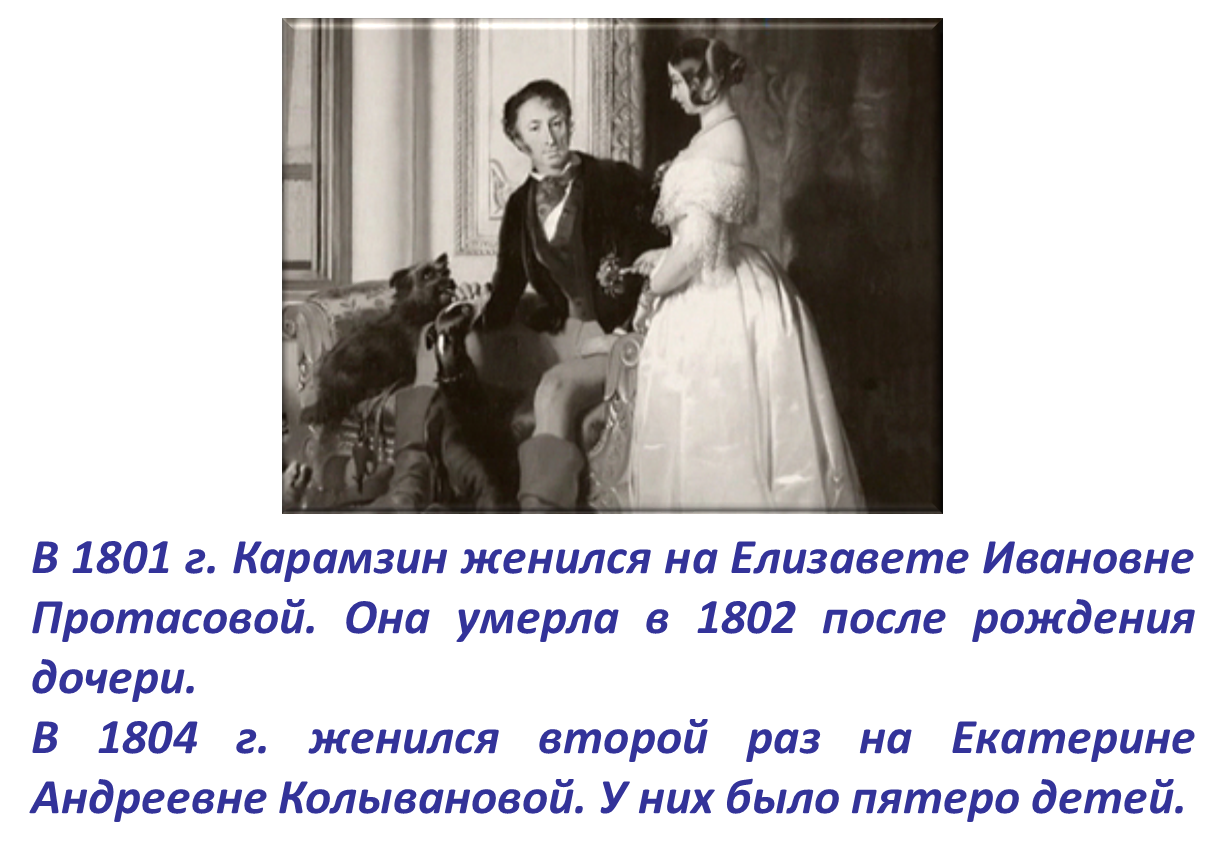 В 1801 г. Карамзин женился на Елизавете Ивановне
Протасовой. Она умерла в 1802 после рождения
дочери.
В 1804 г. женился второй раз на Екатерине
Андреевне Колывановой. У них было пятеро детей.